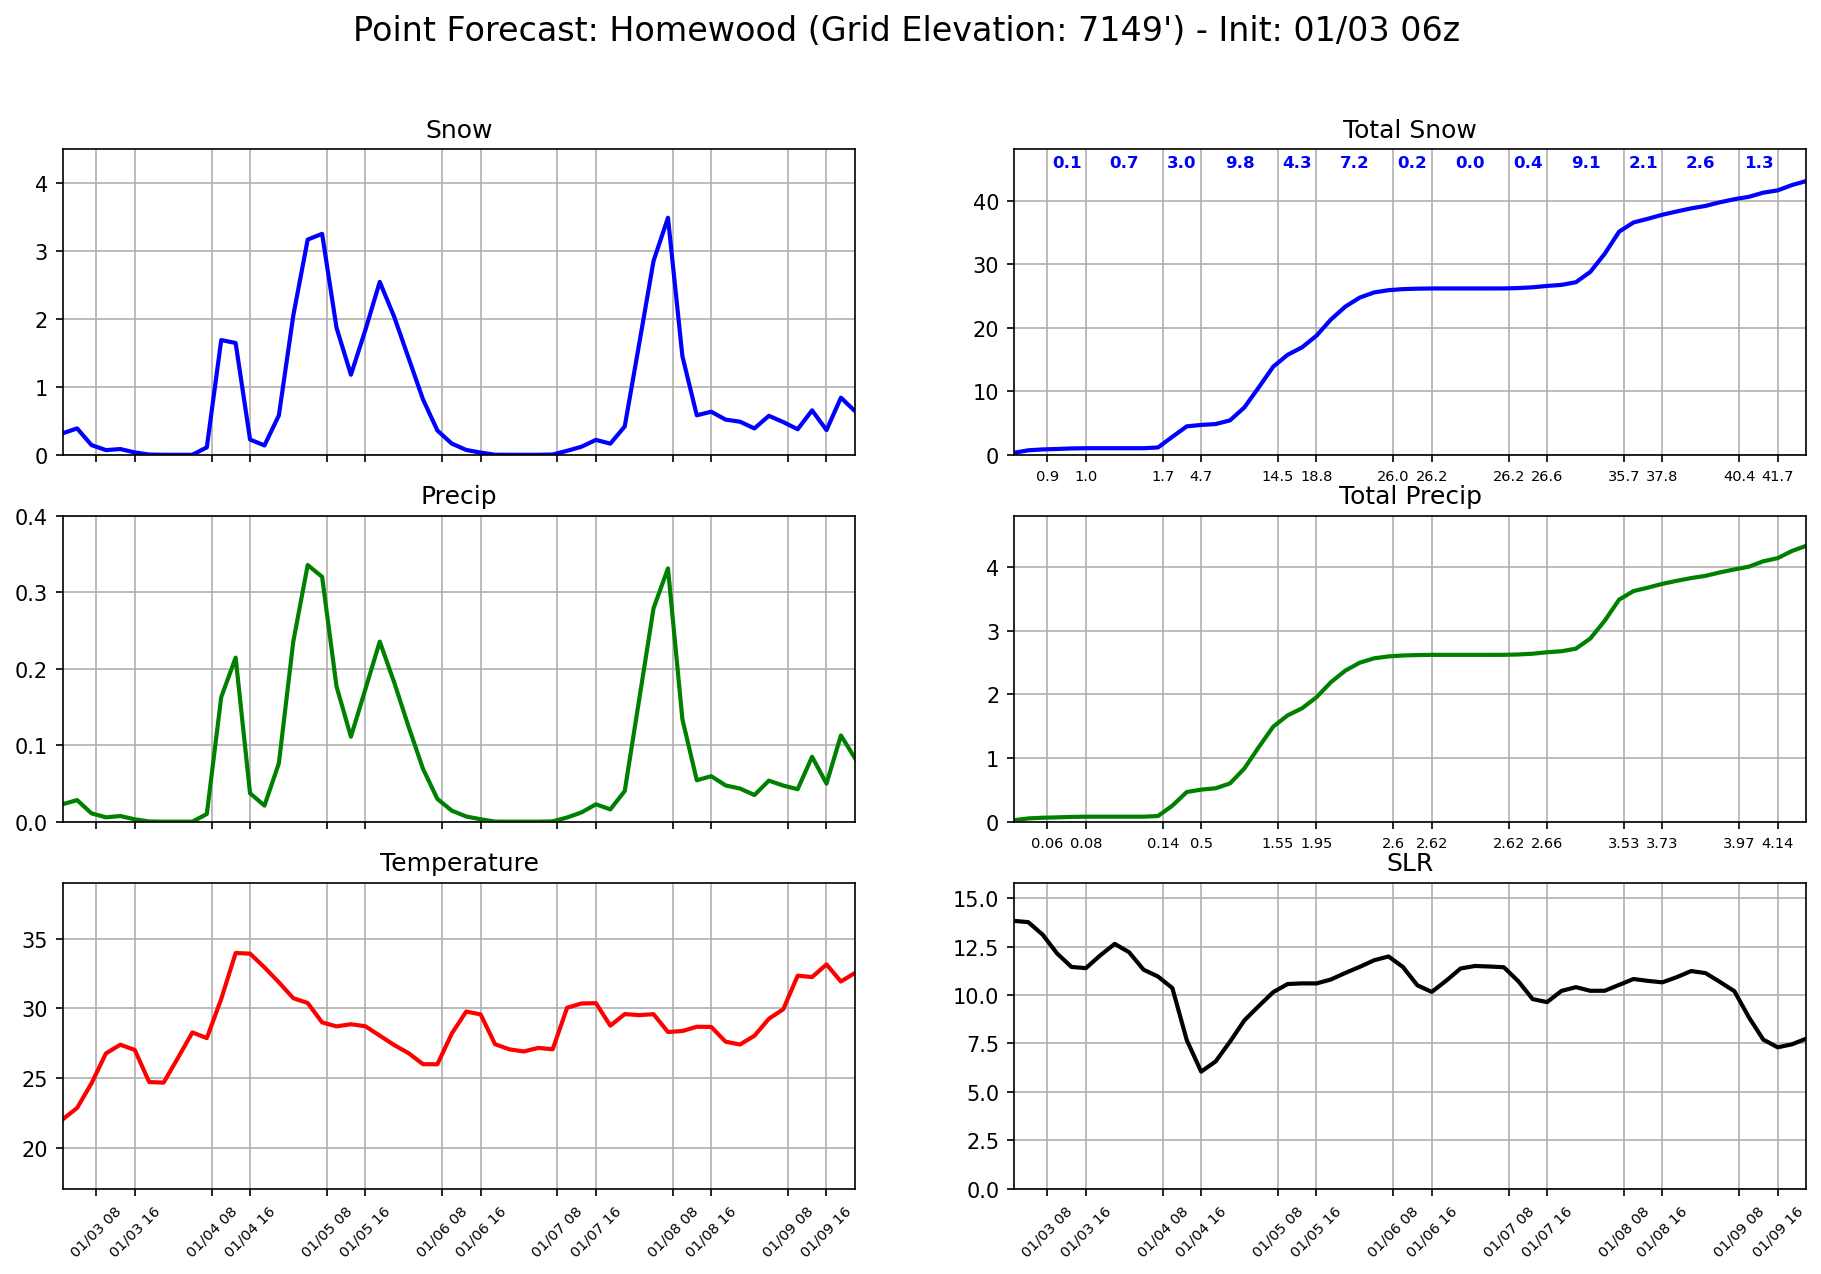 Point Forecast: Homewood (Grid Elevation: 7149') - Init: 01/03 06z
Snow
4
3
2
1
0
Total Snow
0.1 0.7 3.0 9.8 4.3 7.2 0.2 0.0 0.4 9.1 2.1 2.6 1.3
40
30
20
10
0
0.9 1.0 1.7 4.7 14.5 18.8 26.0 26.2 26.2 26.6 35.7 37.8 40.4 41.7
Precip
0.4
0.3
0.2
0.1
0.0
Total Precip
4
3
2
1
0
0.06 0.08 0.14 0.5 1.55 1.95 2.6 2.62 2.62 2.66 3.53 3.73 3.97 4.14
Temperature
35
30
25
20
01/03 08 01/03 16 01/04 08 01/04 16 01/05 08 01/05 16 01/06 08 01/06 16 01/07 08 01/07 16 01/08 08 01/08 16 01/09 08 01/09 16
SLR
15.0
12.5
10.0
7.5
5.0
2.5
0.0
01/03 08 01/03 16 01/04 08 01/04 16 01/05 08 01/05 16 01/06 08 01/06 16 01/07 08 01/07 16 01/08 08 01/08 16 01/09 08 01/09 16